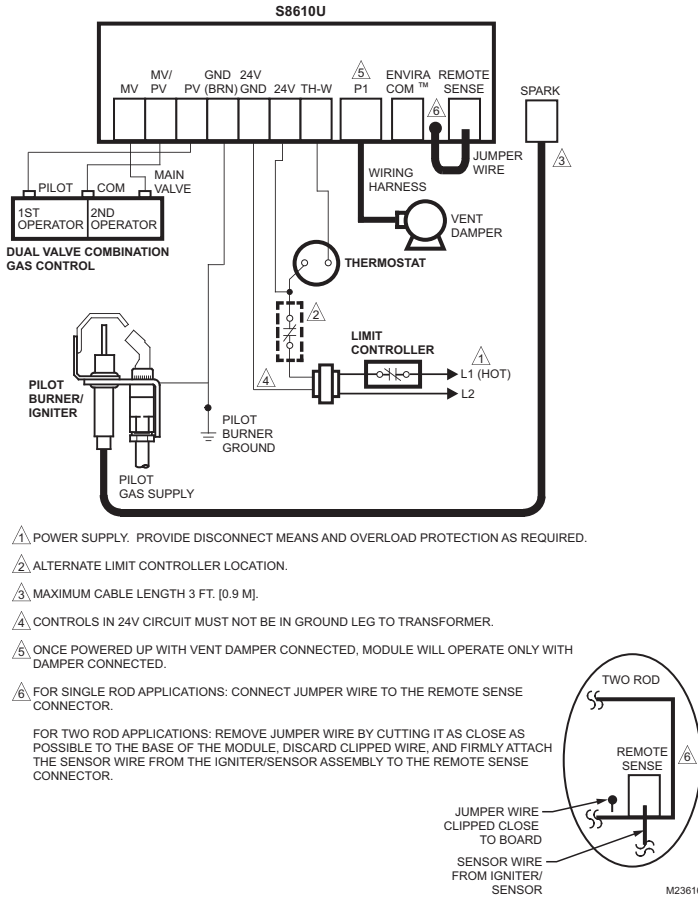 S8610U
MV
MV/
PV
PV
GND
(BRN)
24V
GND
24V
TH-W
5
P1
ENVIRA
COM ™
REMOTE
SENSE
6
SPARK
3
JUMPER
WIRE
WIRING
HARNESS
VENT
DAMPER
PILOT
COM
MAIN
VALVE
1ST
OPERATOR
2ND
OPERATOR
DUAL VALVE COMBINATION
GAS CONTROL
THERMOSTAT
2
LIMIT
CONTROLLER
1
L1 (HOT)
L2
4
PILOT
BURNER/
IGNITER
PILOT
BURNER
GROUND
PILOT
GAS SUPPLY
1 POWER SUPPLY. PROVIDE DISCONNECT MEANS AND OVERLOAD PROTECTION AS REQUIRED.
2 ALTERNATE LIMIT CONTROLLER LOCATION.
3 MAXIMUM CABLE LENGTH 3 FT. [0.9 M].
4 CONTROLS IN 24V CIRCUIT MUST NOT BE IN GROUND LEG TO TRANSFORMER.
5 ONCE POWERED UP WITH VENT DAMPER CONNECTED, MODULE WILL OPERATE ONLY WITH
DAMPER CONNECTED.
6 FOR SINGLE ROD APPLICATIONS: CONNECT JUMPER WIRE TO THE REMOTE SENSE
CONNECTOR.
FOR TWO ROD APPLICATIONS: REMOVE JUMPER WIRE BY CUTTING IT AS CLOSE AS
POSSIBLE TO THE BASE OF THE MODULE, DISCARD CLIPPED WIRE, AND FIRMLY ATTACH
THE SENSOR WIRE FROM THE IGNITER/SENSOR ASSEMBLY TO THE REMOTE SENSE
CONNECTOR.
TWO ROD
REMOTE
SENSE
6
JUMPER WIRE
CLIPPED CLOSE
TO BOARD
SENSOR WIRE
FROM IGNITER/
SENSOR